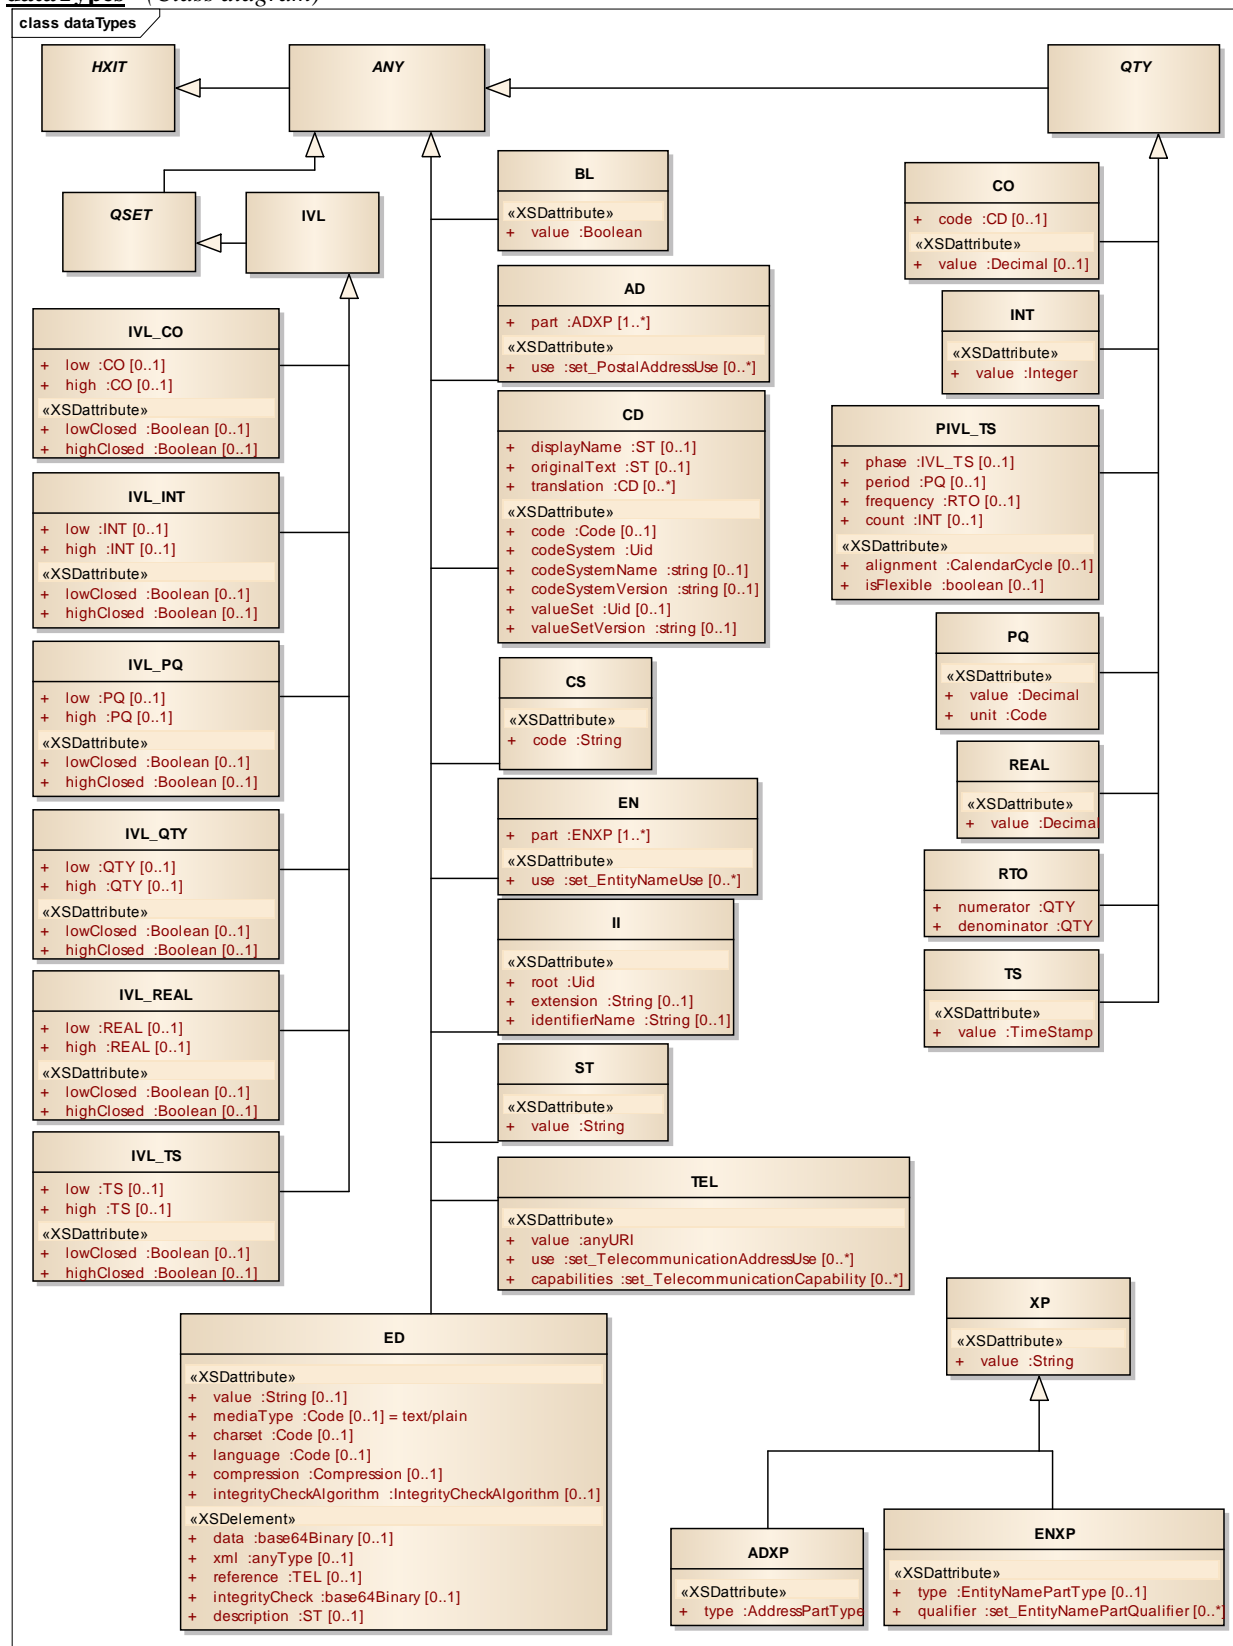 dataTypes (Class diagram)
class dataTypes
HXIT
ANY
QTY
QSET
IVL
IVL_CO
+ low :CO [0..1]
+ high :CO [0..1]
«XSDattribute»
+ lowClosed :Boolean [0..1]
+ highClosed :Boolean [0..1]
IVL_INT
+ low :INT [0..1]
+ high :INT [0..1]
«XSDattribute»
+ lowClosed :Boolean [0..1]
+ highClosed :Boolean [0..1]
IVL_PQ
+ low :PQ [0..1]
+ high :PQ [0..1]
«XSDattribute»
+ lowClosed :Boolean [0..1]
+ highClosed :Boolean [0..1]
IVL_QTY
+ low :QTY [0..1]
+ high :QTY [0..1]
«XSDattribute»
+ lowClosed :Boolean [0..1]
+ highClosed :Boolean [0..1]
IVL_REAL
+ low :REAL [0..1]
+ high :REAL [0..1]
«XSDattribute»
+ lowClosed :Boolean [0..1]
+ highClosed :Boolean [0..1]
IVL_TS
+ low :TS [0..1]
+ high :TS [0..1]
«XSDattribute»
+ lowClosed :Boolean [0..1]
+ highClosed :Boolean [0..1]
BL
«XSDattribute»
+ value :Boolean
AD
+ part :ADXP [1..*]
«XSDattribute»
+ use :set_PostalAddressUse [0..*]
CD
+ displayName :ST [0..1]
+ originalText :ST [0..1]
+ translation :CD [0..*]
«XSDattribute»
+ code :Code [0..1]
+ codeSystem :Uid
+ codeSystemName :string [0..1]
+ codeSystemVersion :string [0..1]
+ valueSet :Uid [0..1]
+ valueSetVersion :string [0..1]
CS
«XSDattribute»
+ code :String
EN
+ part :ENXP [1..*]
«XSDattribute»
+ use :set_EntityNameUse [0..*]
II
«XSDattribute»
+ root :Uid
+ extension :String [0..1]
+ identifierName :String [0..1]
ST
«XSDattribute»
+ value :String
TEL
«XSDattribute»
+ value :anyURI
+ use :set_TelecommunicationAddressUse [0..*]
+ capabilities :set_TelecommunicationCapability [0..*]
CO
+ code :CD [0..1]
«XSDattribute»
+ value :Decimal [0..1]
INT
«XSDattribute»
+ value :Integer
PIVL_TS
+ phase :IVL_TS [0..1]
+ period :PQ [0..1]
+ frequency :RTO [0..1]
+ count :INT [0..1]
«XSDattribute»
+ alignment :CalendarCycle [0..1]
+ isFlexible :boolean [0..1]
PQ
«XSDattribute»
+ value :Decimal
+ unit :Code
REAL
«XSDattribute»
+ value :Decimal
RTO
+ numerator :QTY
+ denominator :QTY
TS
«XSDattribute»
+ value :TimeStamp
ED
«XSDattribute»
+ value :String [0..1]
+ mediaType :Code [0..1] = text/plain
+ charset :Code [0..1]
+ language :Code [0..1]
+ compression :Compression [0..1]
+ integrityCheckAlgorithm :IntegrityCheckAlgorithm [0..1]
«XSDelement»
+ data :base64Binary [0..1]
+ xml :anyType [0..1]
+ reference :TEL [0..1]
+ integrityCheck :base64Binary [0..1]
+ description :ST [0..1]
XP
«XSDattribute»
+ value :String
ADXP
«XSDattribute»
+ type :AddressPartType
ENXP
«XSDattribute»
+ type :EntityNamePartType [0..1]
+ qualifier :set_EntityNamePartQualifier [0..*]